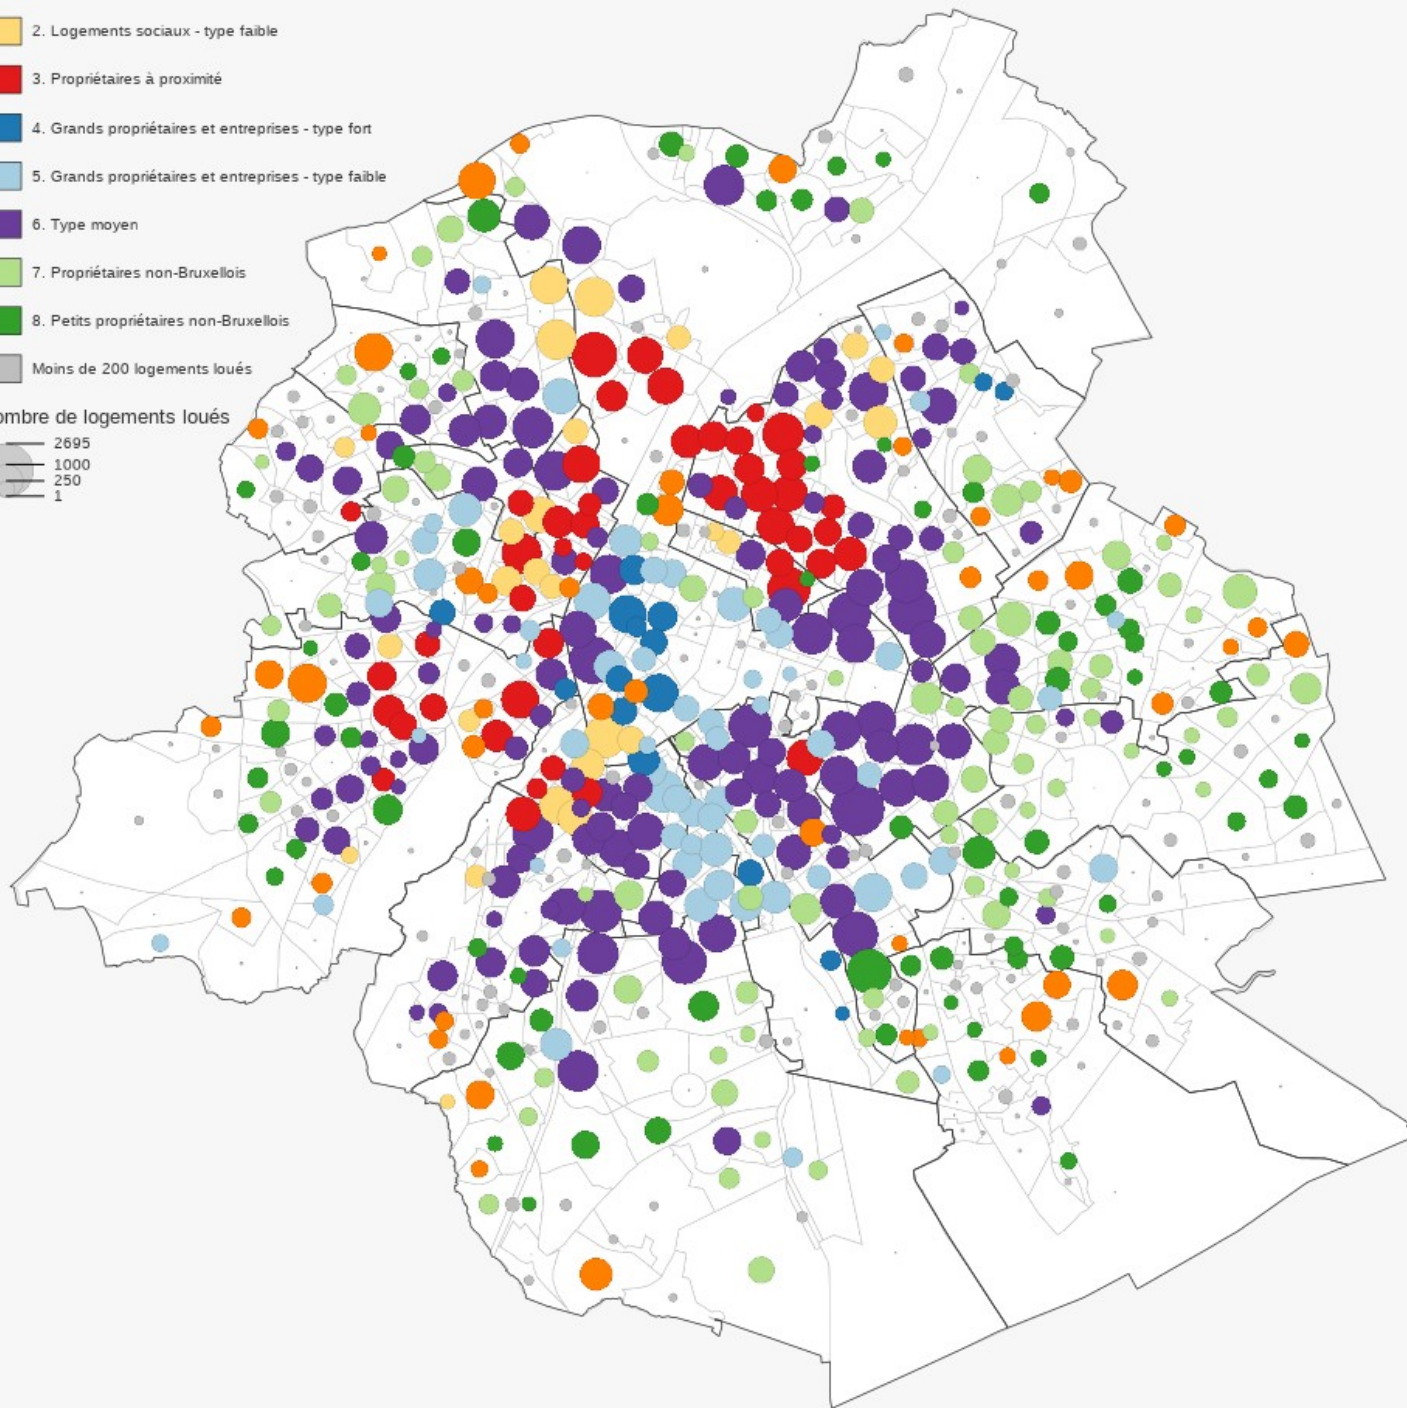 2. Logements sociaux - type faible
3. Propriétaires à proximité
4. Grands propriétaires et entreprises - type fort
5. Grands propriétaires et entreprises - type faible
6. Type moyen
7. Propriétaires non-Bruxellois
8. Petits propriétaires non-Bruxellois
Moins de 200 logements loués
ombre de logements loués
2695
1000
250
1